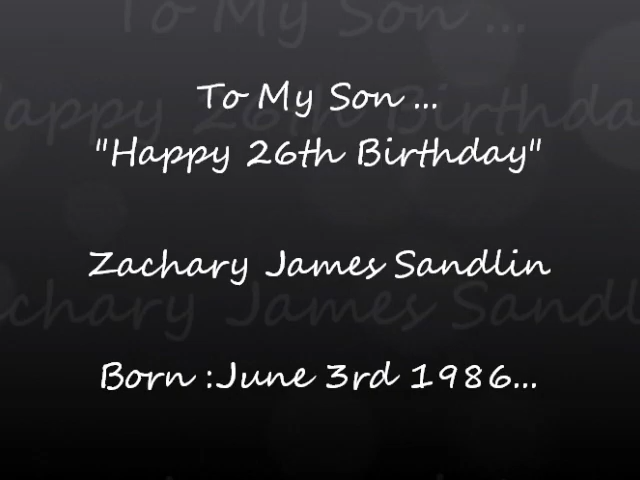 To My Son ...
"Happy 26th Birthday"
Zachary James Sandlin
Born :June 3rd 1986...